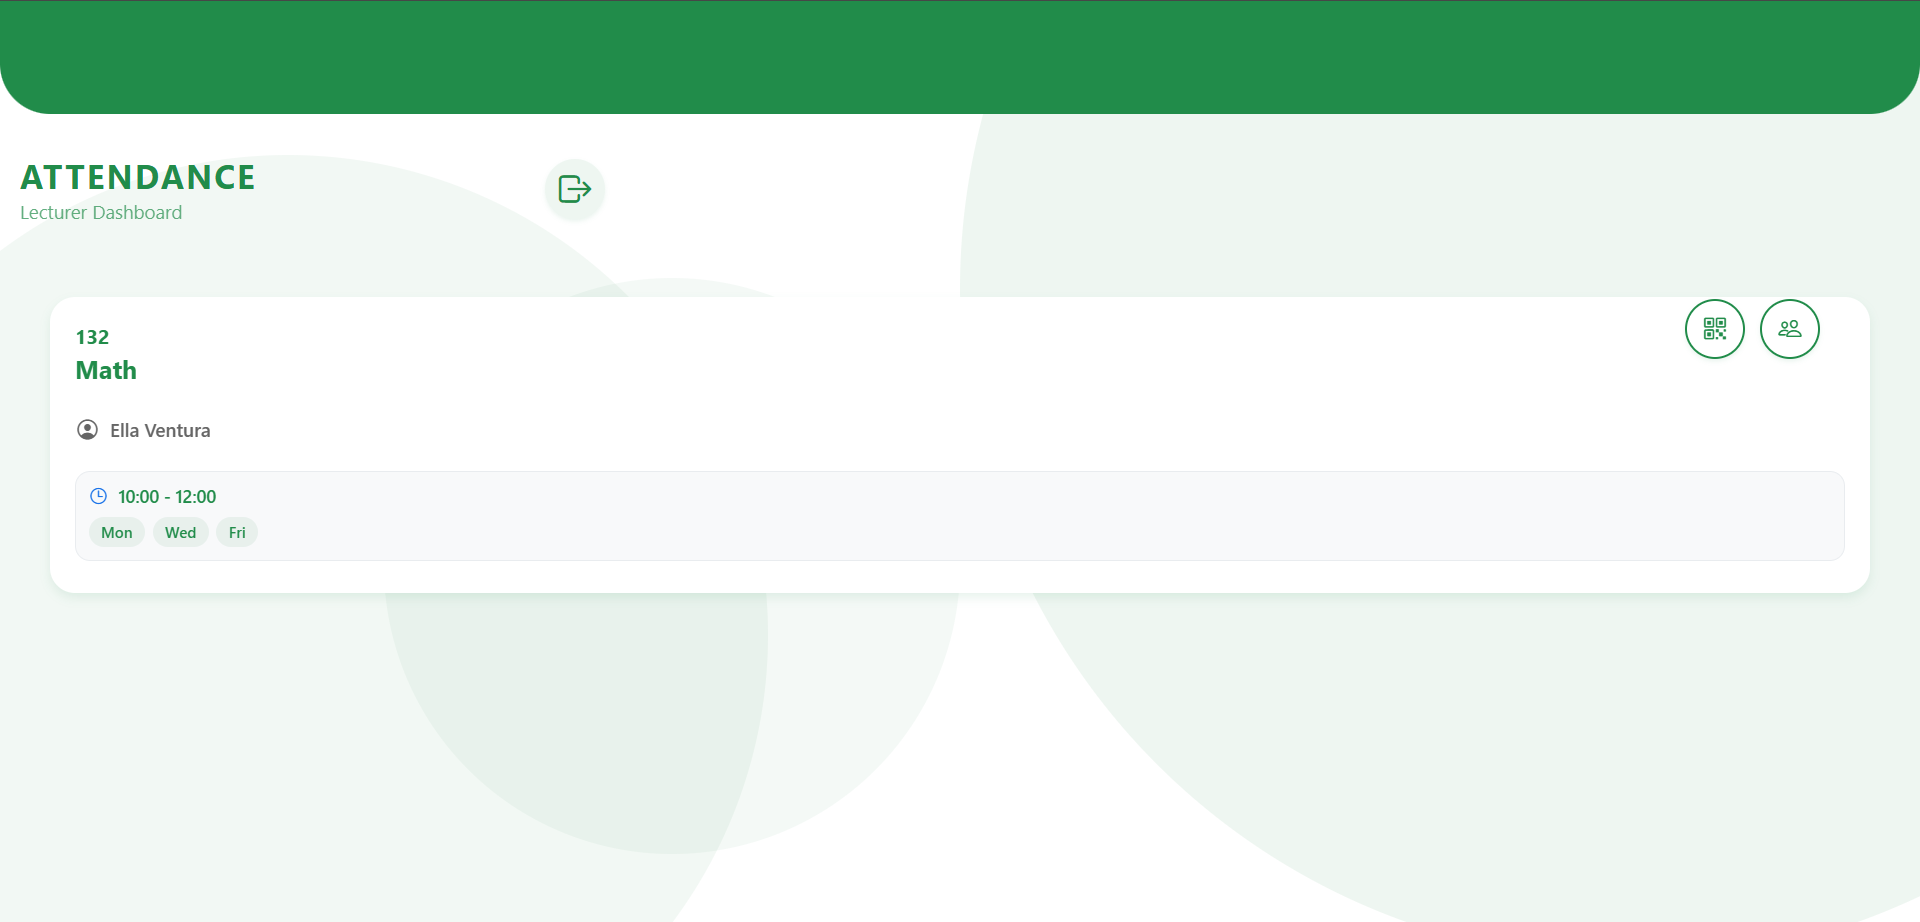 ATTENDANCE
Lecturer Dashboard
132
Math
Ella Ventura
10:00 - 12:00
Mon Wed Fri